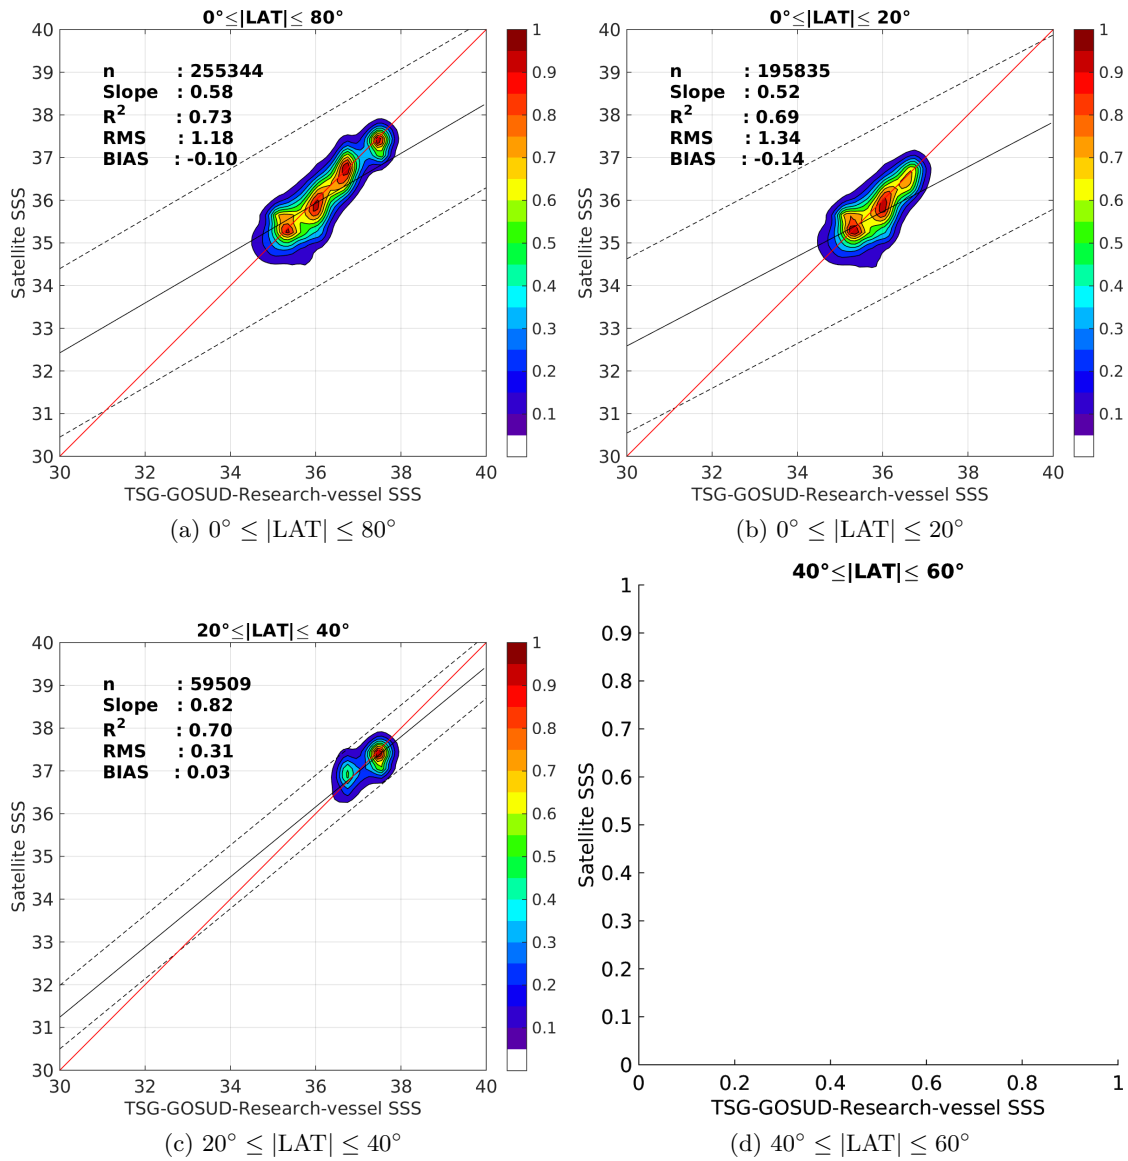 0°≤|LAT|≤ 80°
n : 255344
Slope : 0.58
R² : 0.73
RMS : 1.18
BIAS : -0.10
Satellite SSS
40
39
38
37
36
35
34
33
32
31
30
30 32 34 36 38 40
TSG-GOSUD-Research-vessel SSS
1
0.9
0.8
0.7
0.6
0.5
0.4
0.3
0.2
0.1
(a) 0° ≤ |LAT| ≤ 80°
0°≤|LAT|≤ 20°
n : 195835
Slope : 0.52
R² : 0.69
RMS : 1.34
BIAS : -0.14
Satellite SSS
40
39
38
37
36
35
34
33
32
31
30
30 32 34 36 38 40
TSG-GOSUD-Research-vessel SSS
1
0.9
0.8
0.7
0.6
0.5
0.4
0.3
0.2
0.1
(b) 0° ≤ |LAT| ≤ 20°
20°≤|LAT|≤ 40°
n : 59509
Slope : 0.82
R² : 0.70
RMS : 0.31
BIAS : 0.03
Satellite SSS
40
39
38
37
36
35
34
33
32
31
30
30 32 34 36 38 40
TSG-GOSUD-Research-vessel SSS
1
0.9
0.8
0.7
0.6
0.5
0.4
0.3
0.2
0.1
(c) 20° ≤ |LAT| ≤ 40°
40°≤|LAT|≤ 60°
Satellite SSS
1
0.9
0.8
0.7
0.6
0.5
0.4
0.3
0.2
0.1
0
0 0.2 0.4 0.6 0.8 1
TSG-GOSUD-Research-vessel SSS
(d) 40° ≤ |LAT| ≤ 60°